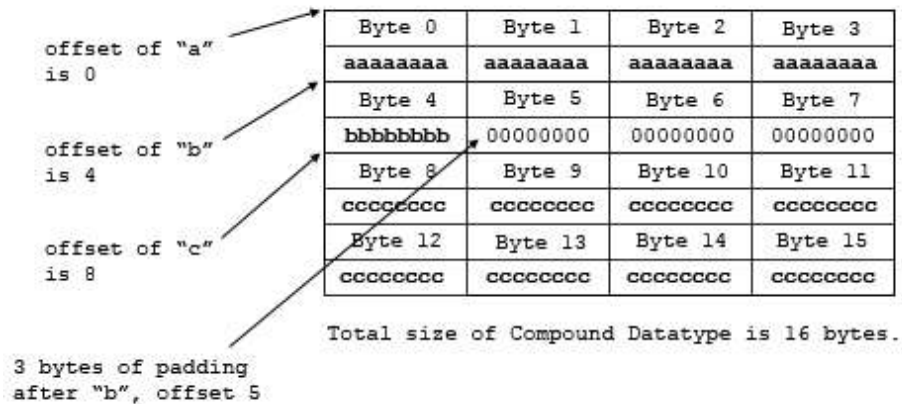 offset of “a”
is 0
offset of “b”
is 4
offset of “c”
is 8
3 bytes of padding
after “b”, offset 5
Byte 0 Byte 1 Byte 2 Byte 3
aaaaaaaa aaaaaaaa aaaaaaaa aaaaaaaa
Byte 4 Byte 5 Byte 6 Byte 7
bbbbbbbb 00000000 00000000 00000000
Byte 8 Byte 9 Byte 10 Byte 11
cccccccc cccccccc cccccccc cccccccc
Byte 12 Byte 13 Byte 14 Byte 15
cccccccc cccccccc cccccccc cccccccc
Total size of Compound Datatype is 16 bytes.